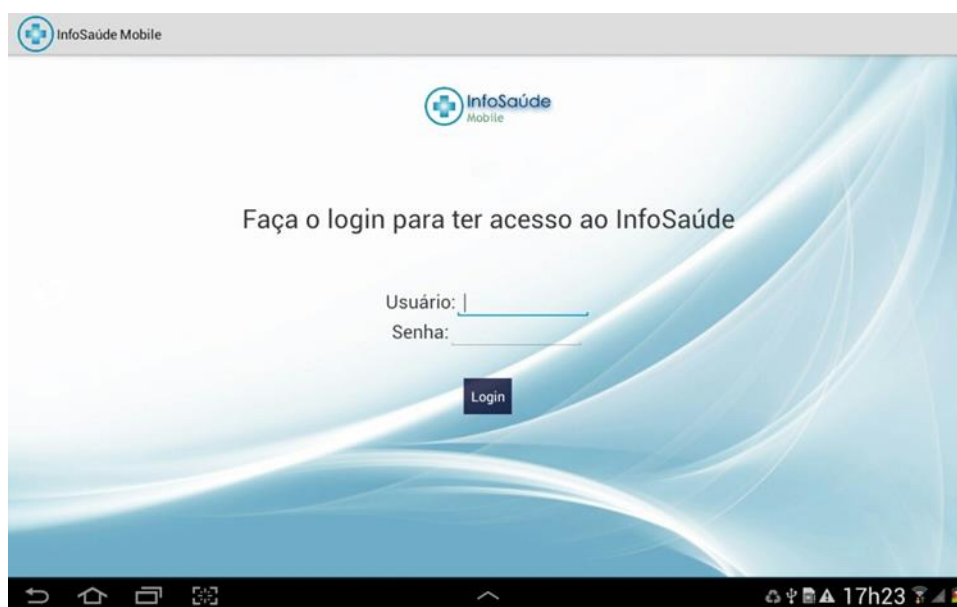 InfoSaúde Mobile
InfoSaúde
Mobile
Faça o login para ter acesso ao InfoSaúde
Usuário:
Senha:
Login
17h23